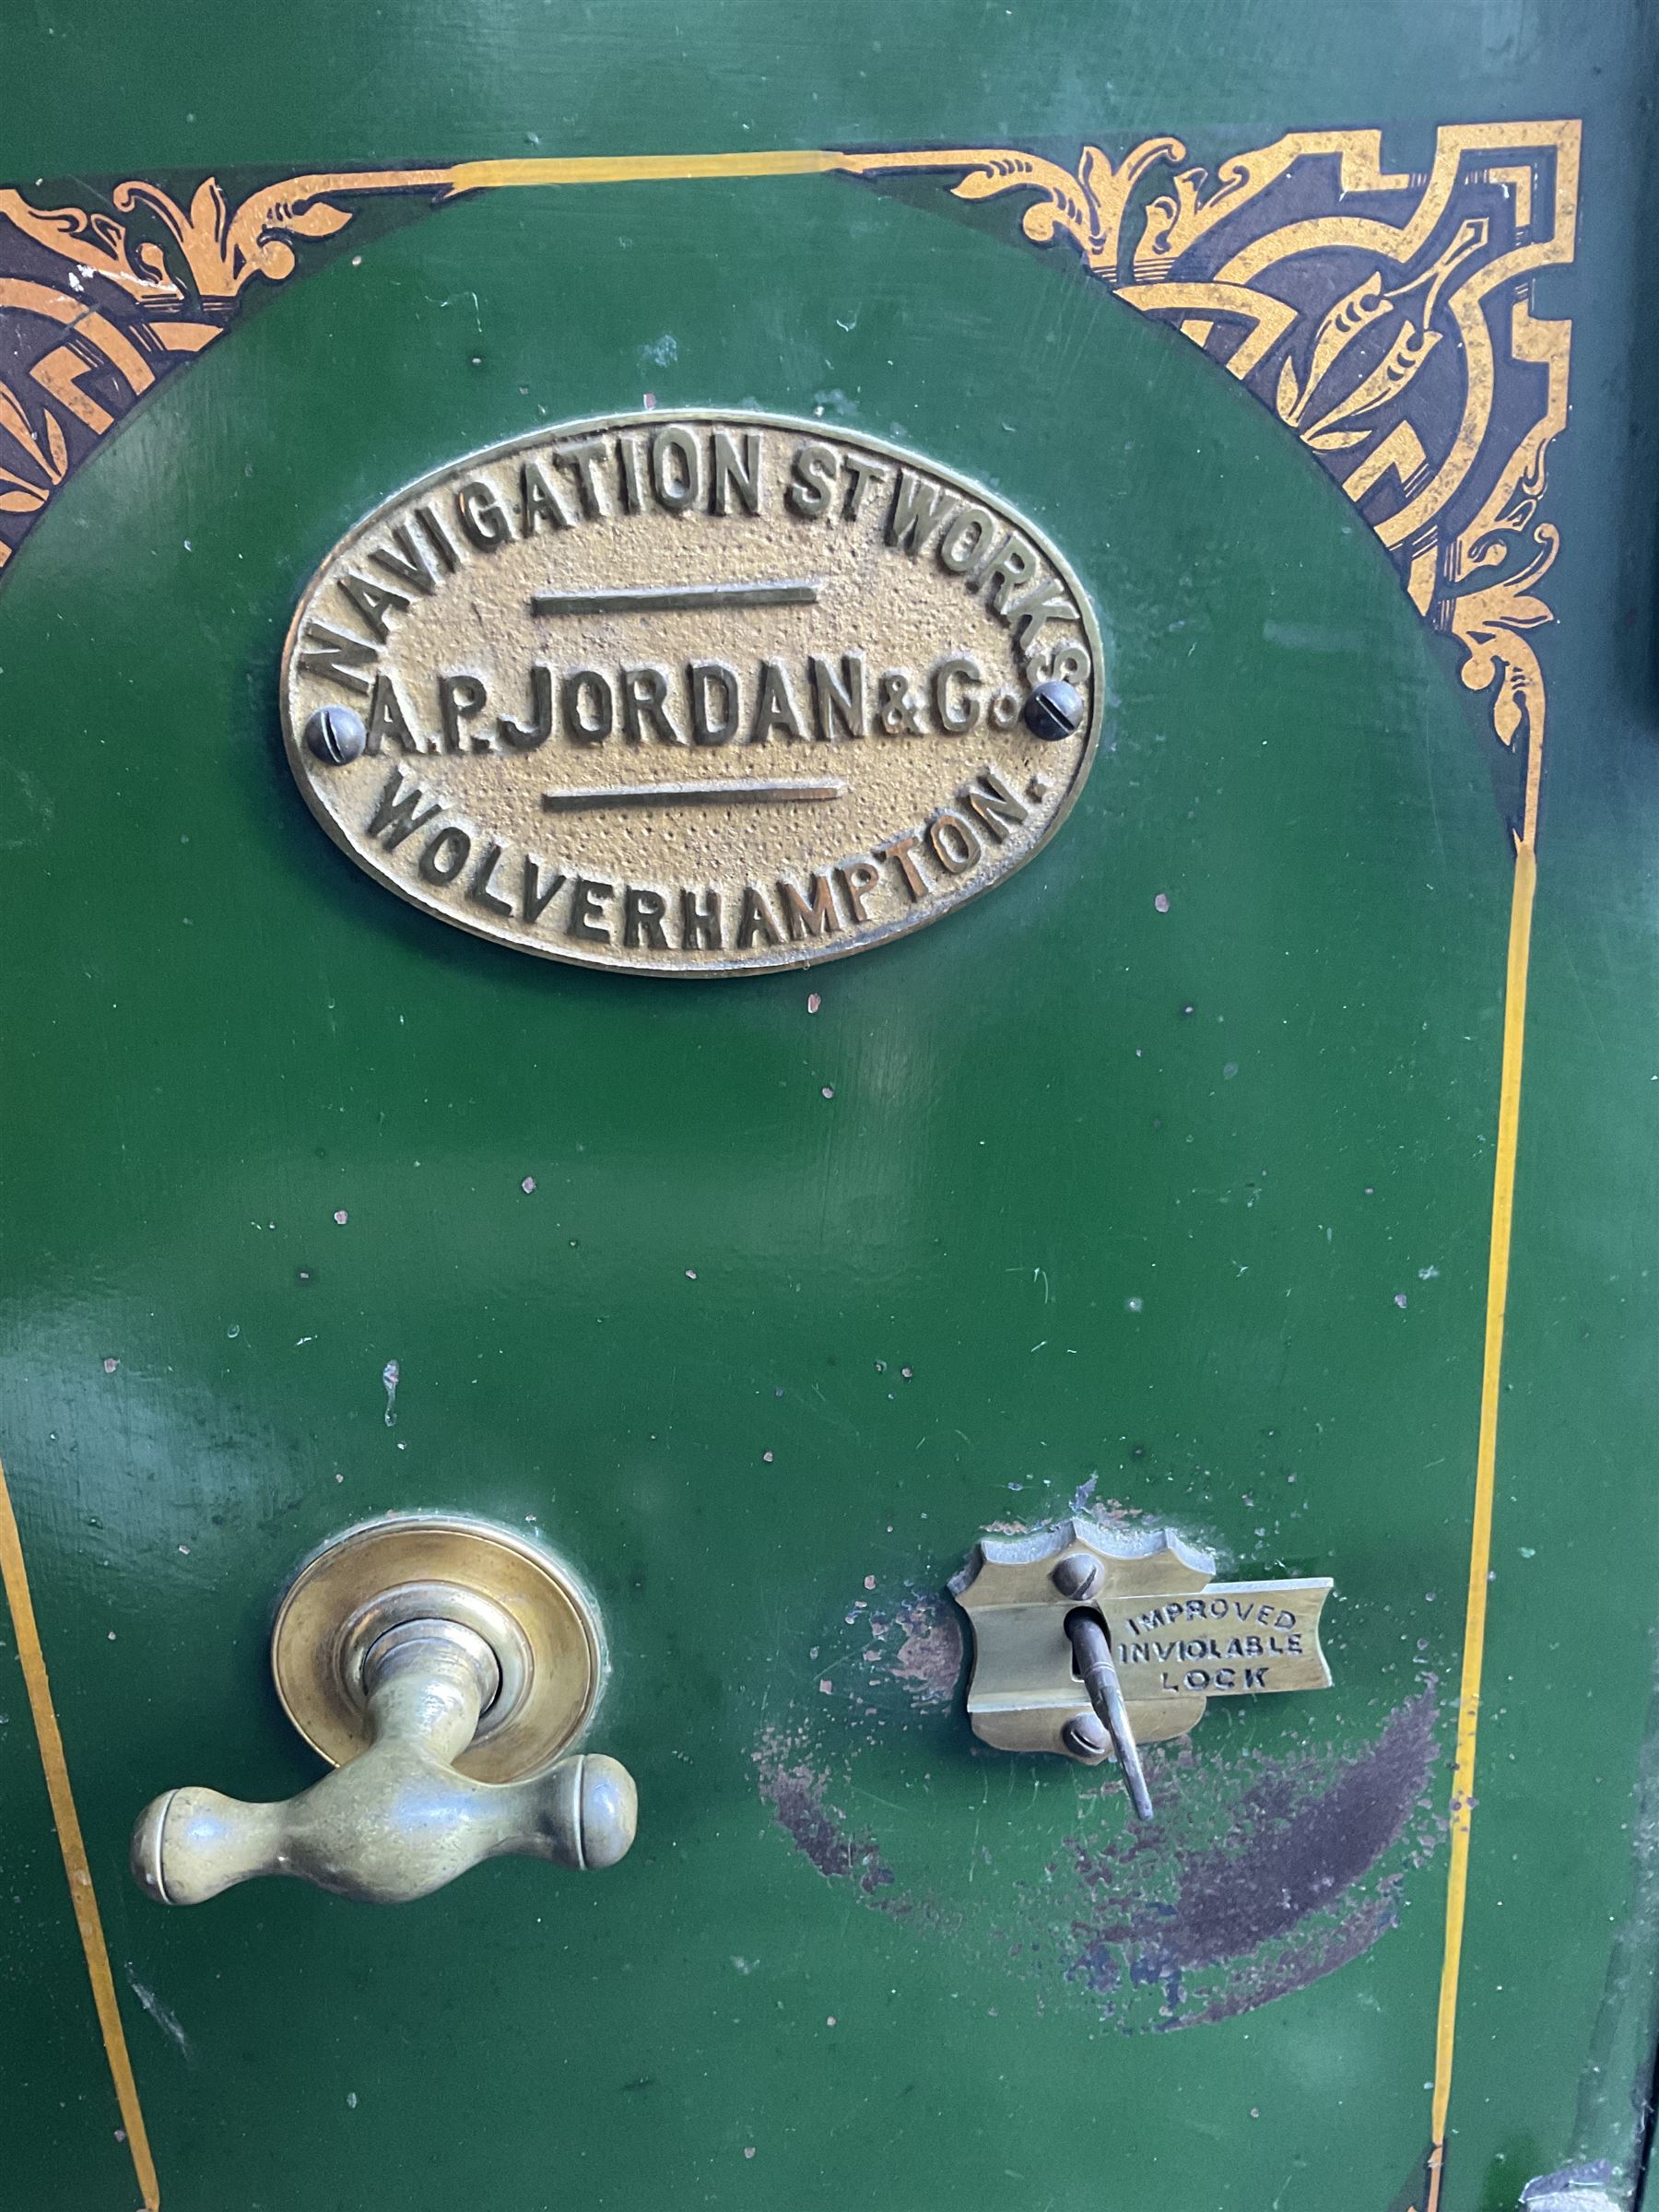 NAVIGATION ST WORKS
A.P. JORDAN & Co
WOLVERHAMPTON.
IMPROVED
INVIOLABLE
LOCK